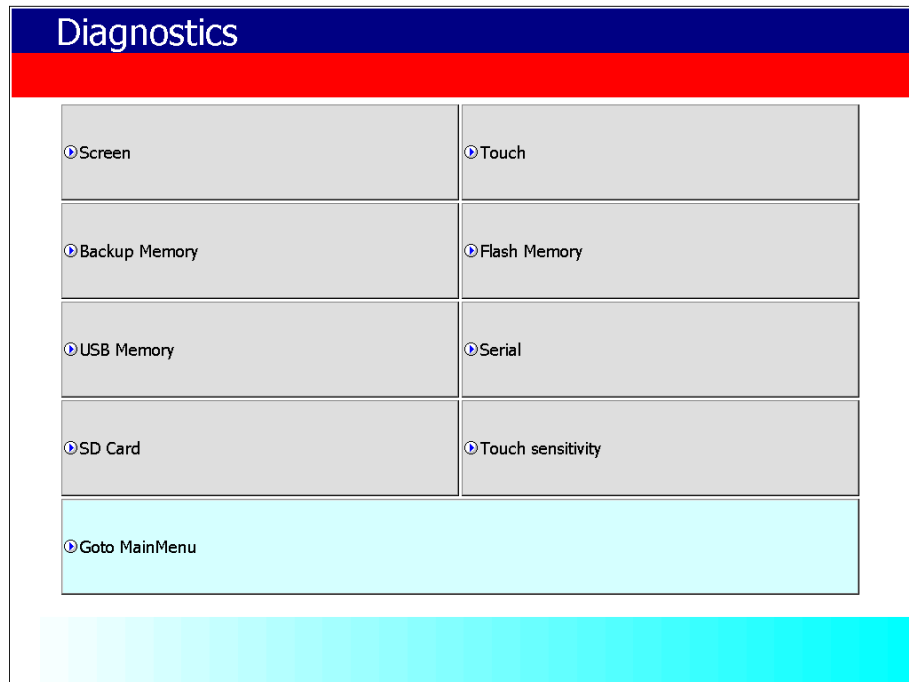 Diagnostics
Screen
Touch
Backup Memory
Flash Memory
USB Memory
Serial
SD Card
Touch sensitivity
Goto MainMenu